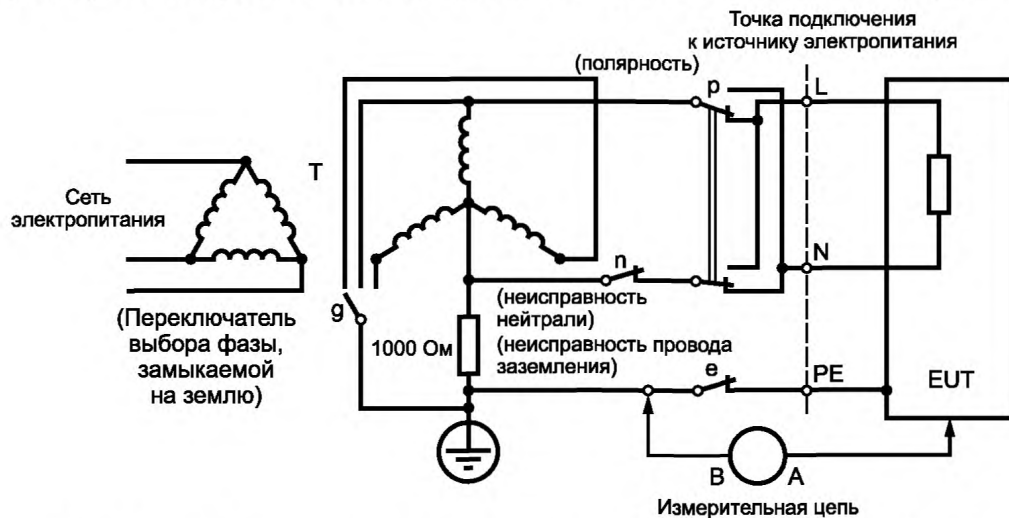 Точка подключения
к источнику электропитания
(полярность)
p
L
T
Сеть
электропитания
N
n
g
(неисправность
нейтрали)
(Переключатель
выбора фазы,
замыкаемой
на землю)
1000 Ом
(неисправность провода
заземления)
e
PE
EUT
B
A
Измерительная цепь